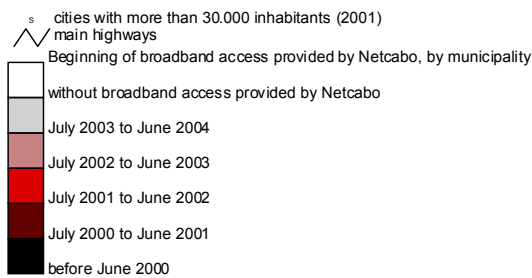 s cities with more than 30.000 inhabitants (2001)
main highways
Beginning of broadband access provided by Netcabo, by municipality
without broadband access provided by Netcabo
July 2003 to June 2004
July 2002 to June 2003
July 2001 to June 2002
July 2000 to June 2001
before June 2000